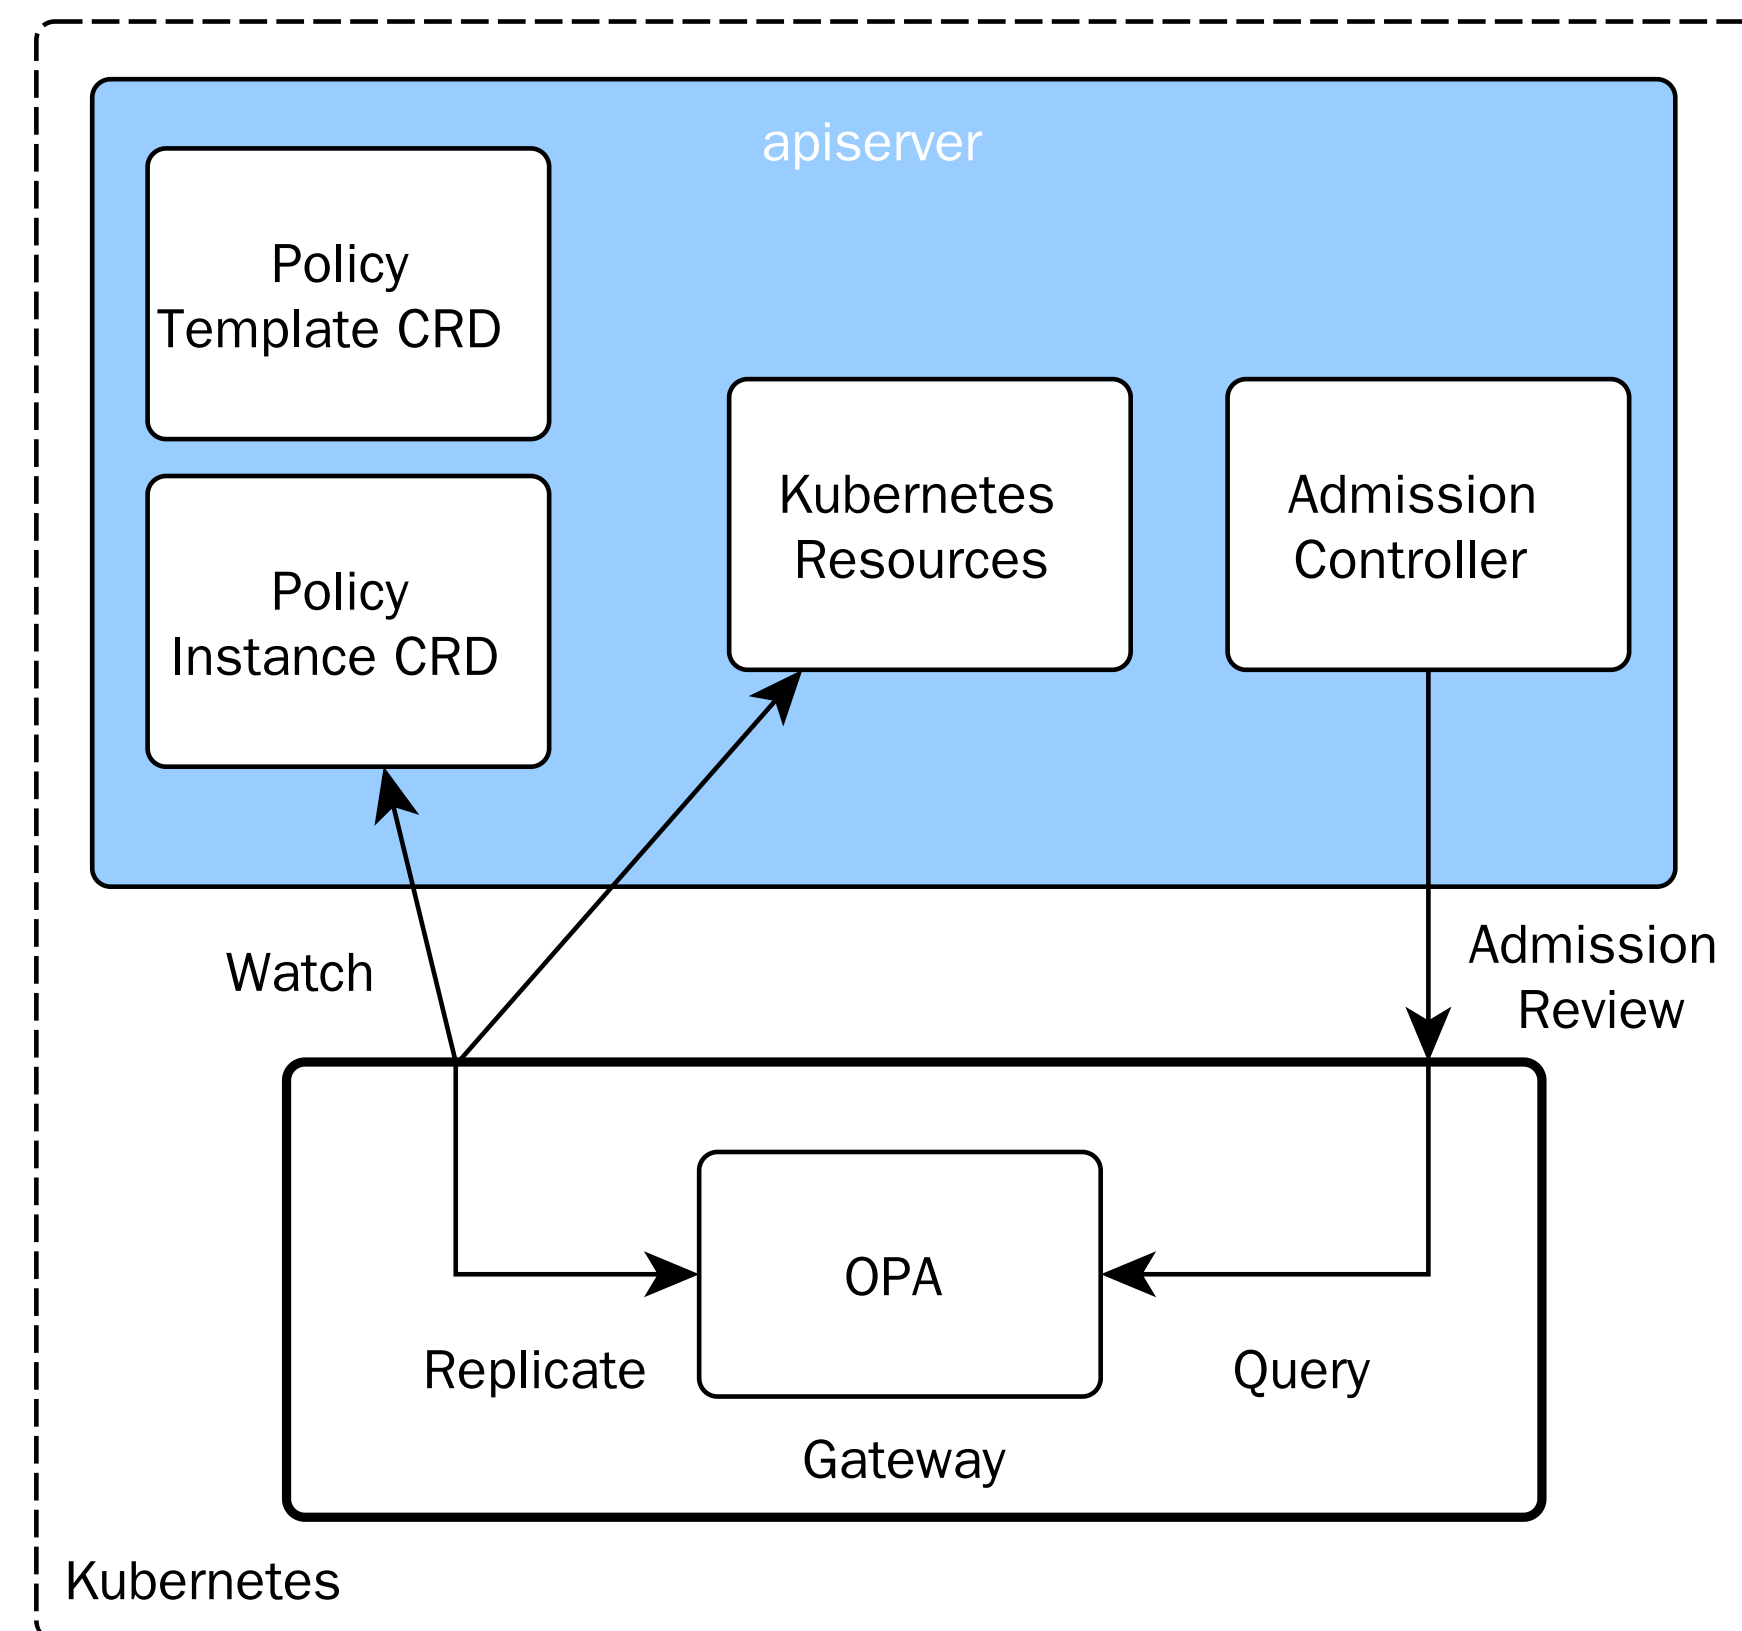 apiserver
Policy
Template CRD
Policy
Instance CRD
Kubernetes
Resources
Admission
Controller
Watch
Admission
Review
OPA
Replicate
Query
Gateway
Kubernetes